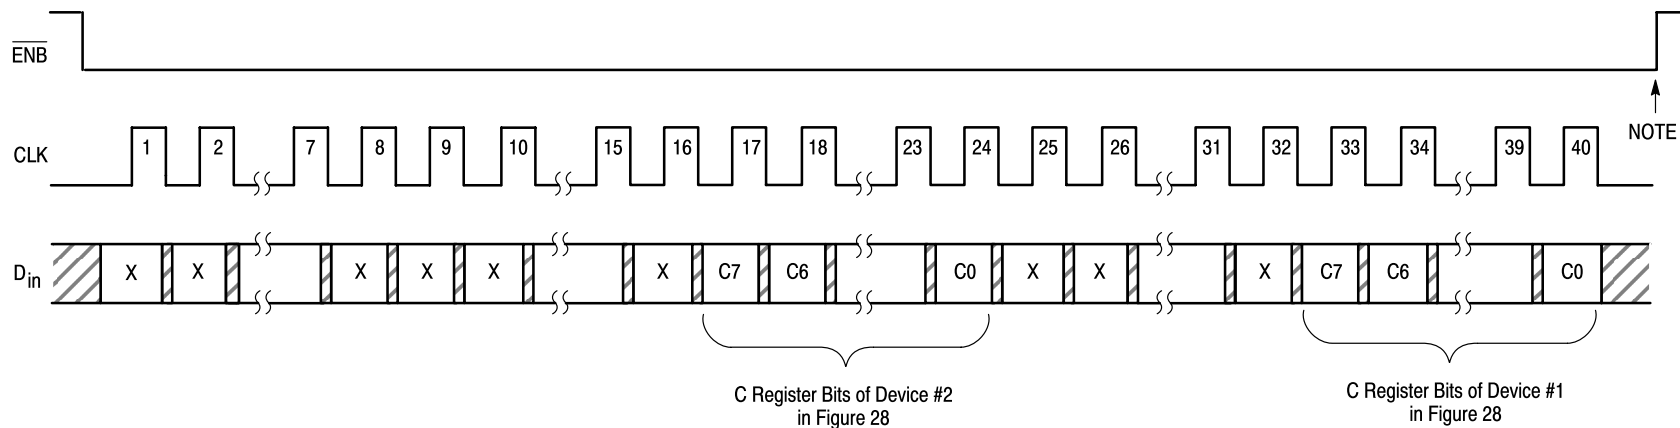 ENB
NOTE
CLK
1 2 7 8 9 10 15 16 17 18 23 24 25 26 31 32 33 34 39 40
Din
X X X X X X C7 C6 C0 X X X C7 C6 C0
C Register Bits of Device #2
in Figure 28
C Register Bits of Device #1
in Figure 28